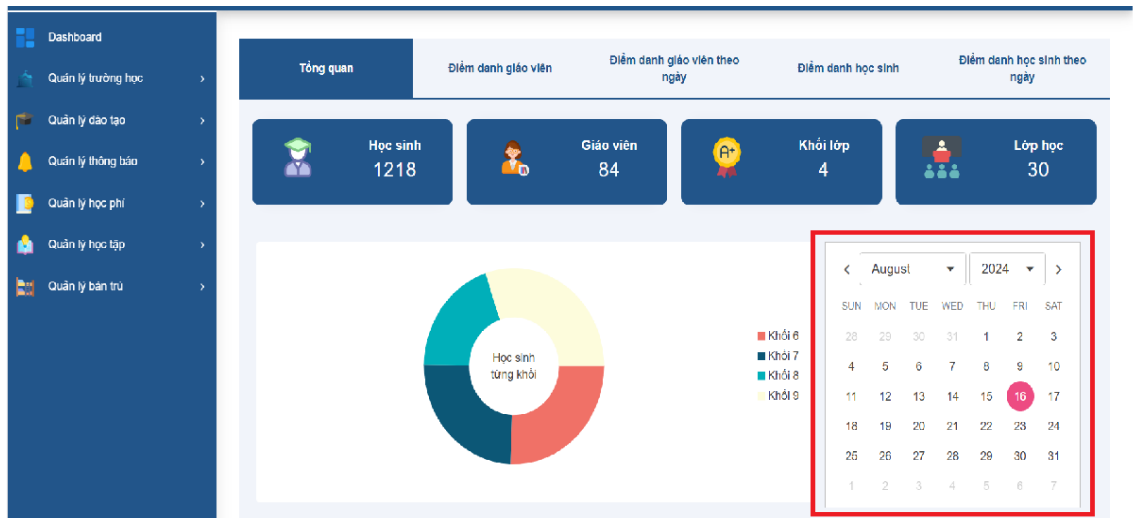 Dashboard
Quản lý trường học
Quản lý đào tạo
Quản lý thông báo
Quản lý học phí
Quản lý học tập
Quản lý bán trú
Tổng quan
Điểm danh giáo viên
Điểm danh giáo viên theo
ngày
Điểm danh học sinh
Điểm danh học sinh theo
ngày
Học sinh
1218
Giáo viên
84
A+
Khối lớp
4
Lớp học
30
Học sinh
từng khối
Khối 6
Khối 7
Khối 8
Khối 9
August 2024
SUN MON TUE WED THU FRI SAT
28 29 30 31 1 2 3
4 5 6 7 8 9 10
11 12 13 14 15 16 17
18 19 20 21 22 23 24
25 26 27 28 29 30 31
1 2 3 4 5 6 7